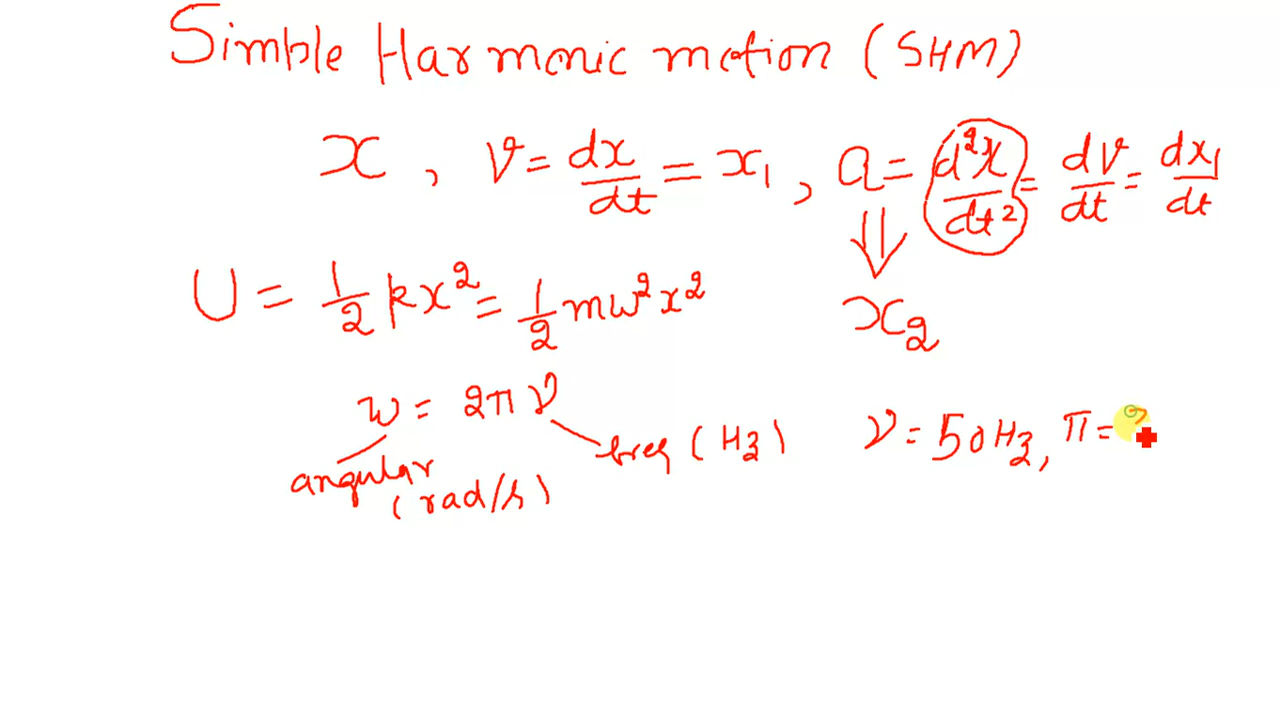 Simble Harmonic motion (SHM)
x, v = dx/dt = x₁, a = d²x/dt² = dv/dt = dx₁/dt
⇓
x₂
U = 1/2 kx² = 1/2 mw²x²
w = 2π ν
ν = 50Hz, π =
freq (Hz)
angular
(rad/s)